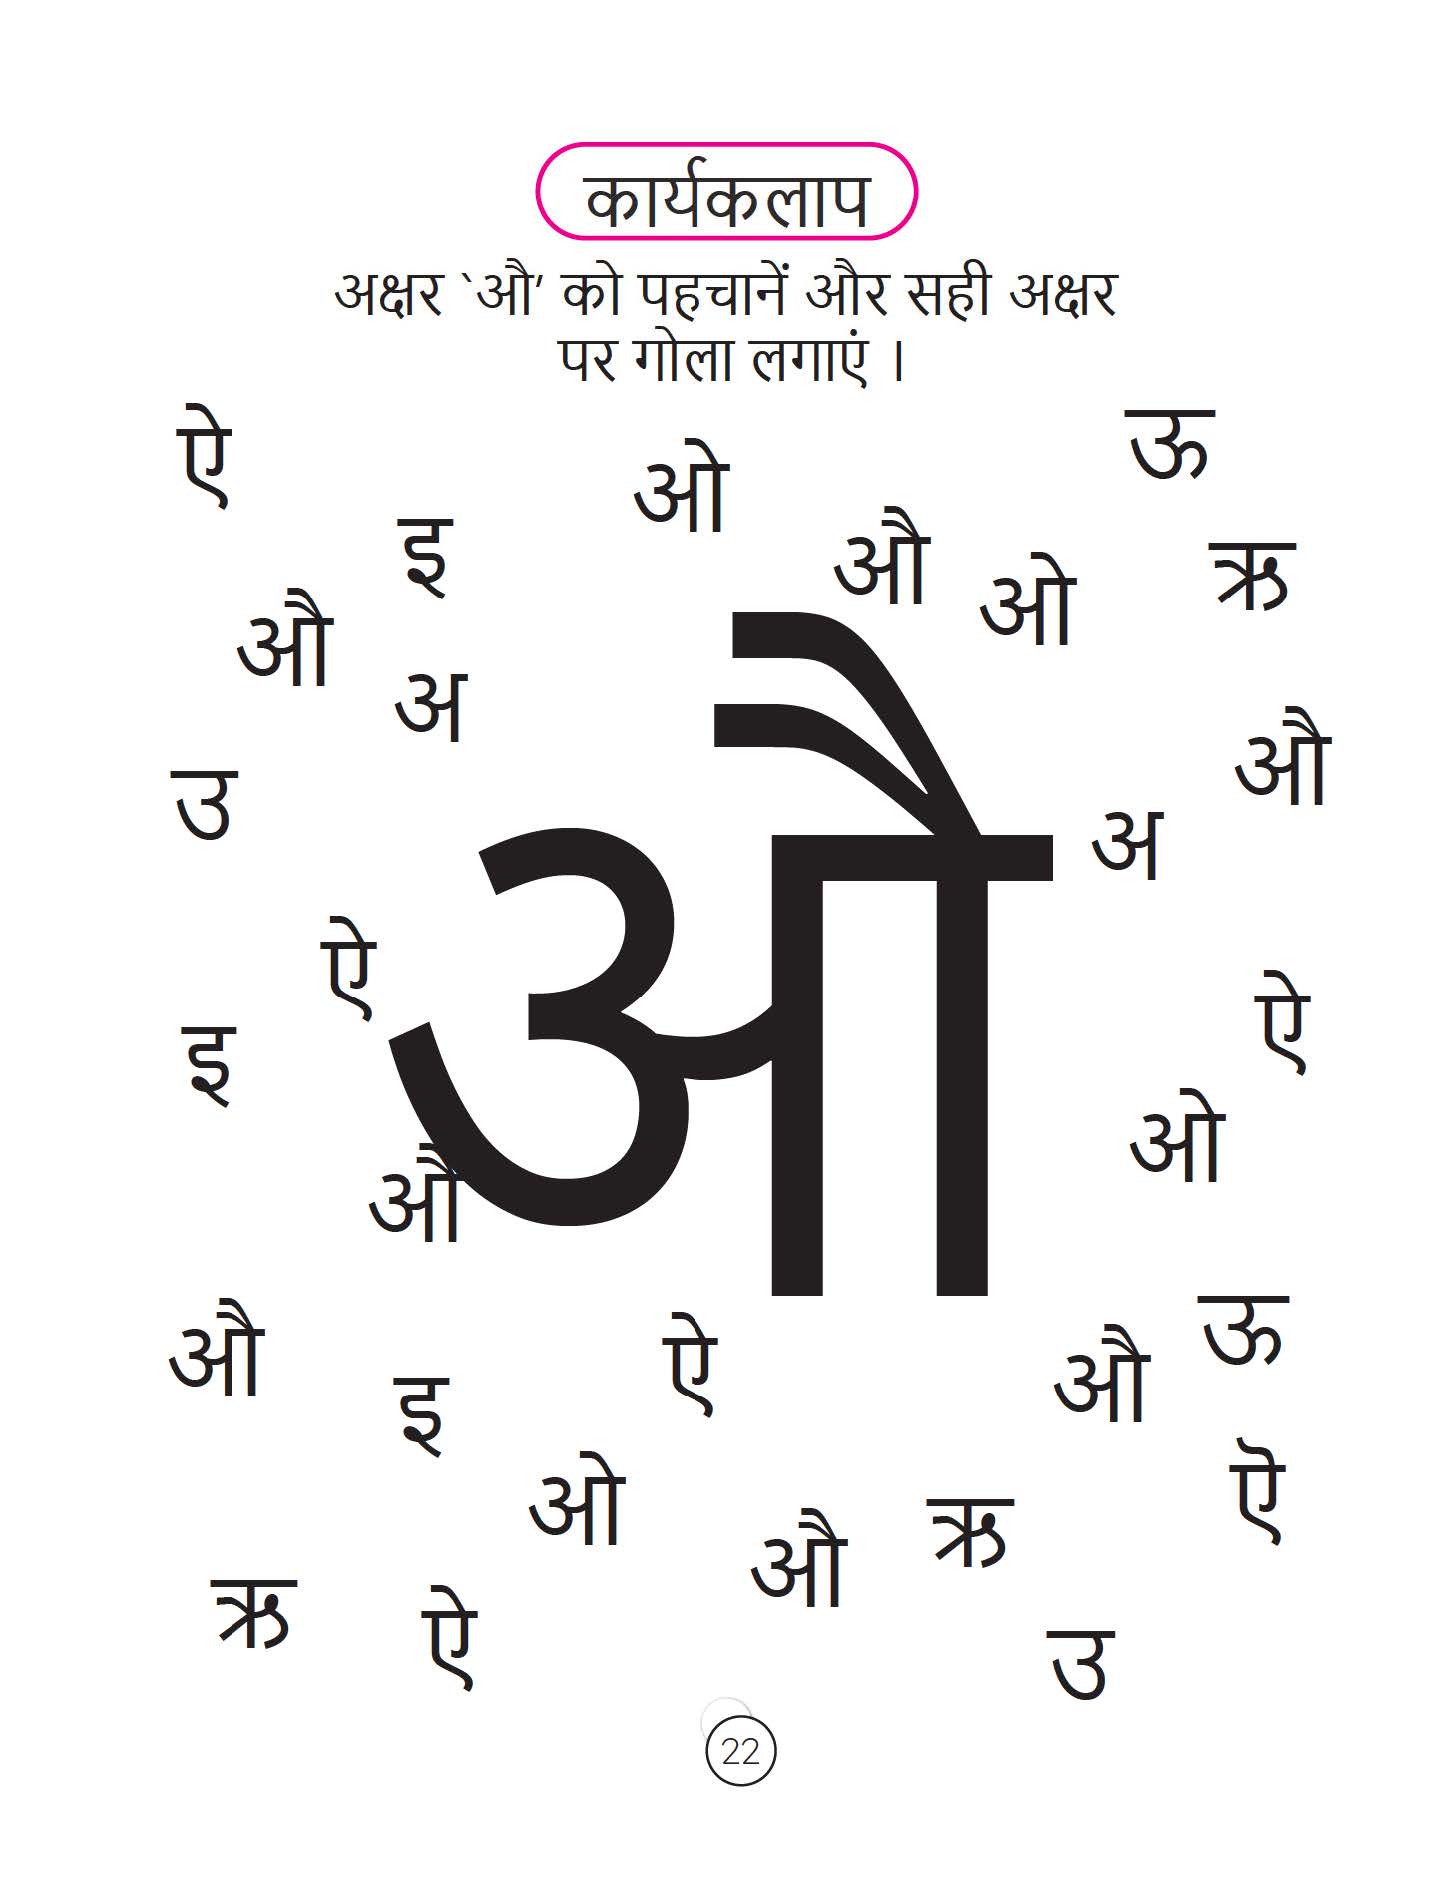 कार्यकलाप
अक्षर `औ' को पहचानें और सही अक्षर
पर गोला लगाएं ।
ऐ
ओ
ऊ
इ
औ
ओ
ऋ
औ
अ
औ
उ
अ
औ
ऐ
ऐ
इ
ओ
औ
औ
ऊ
ऐ
औ
इ
ओ
ऎ
औ
ऋ
ऋ
ऐ
उ
22